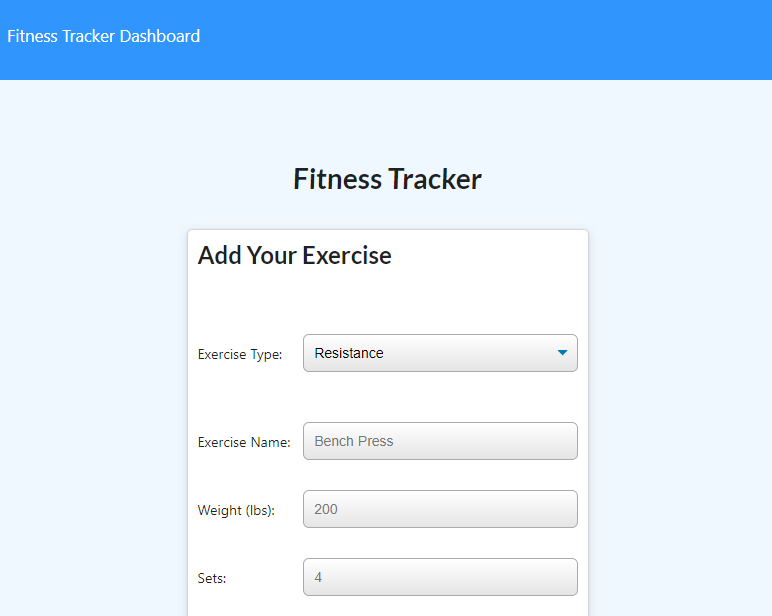 Fitness Tracker Dashboard
Fitness Tracker
Add Your Exercise
Exercise Type: Resistance
Exercise Name: Bench Press
Weight (lbs): 200
Sets: 4